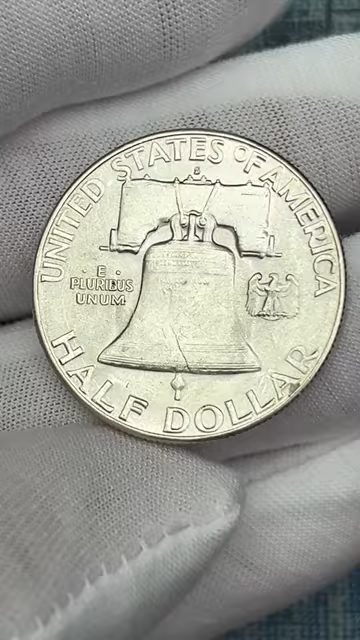 UNITED STATES OF AMERICA
S
· E ·
PLURIBUS
UNUM
HALF DOLLAR